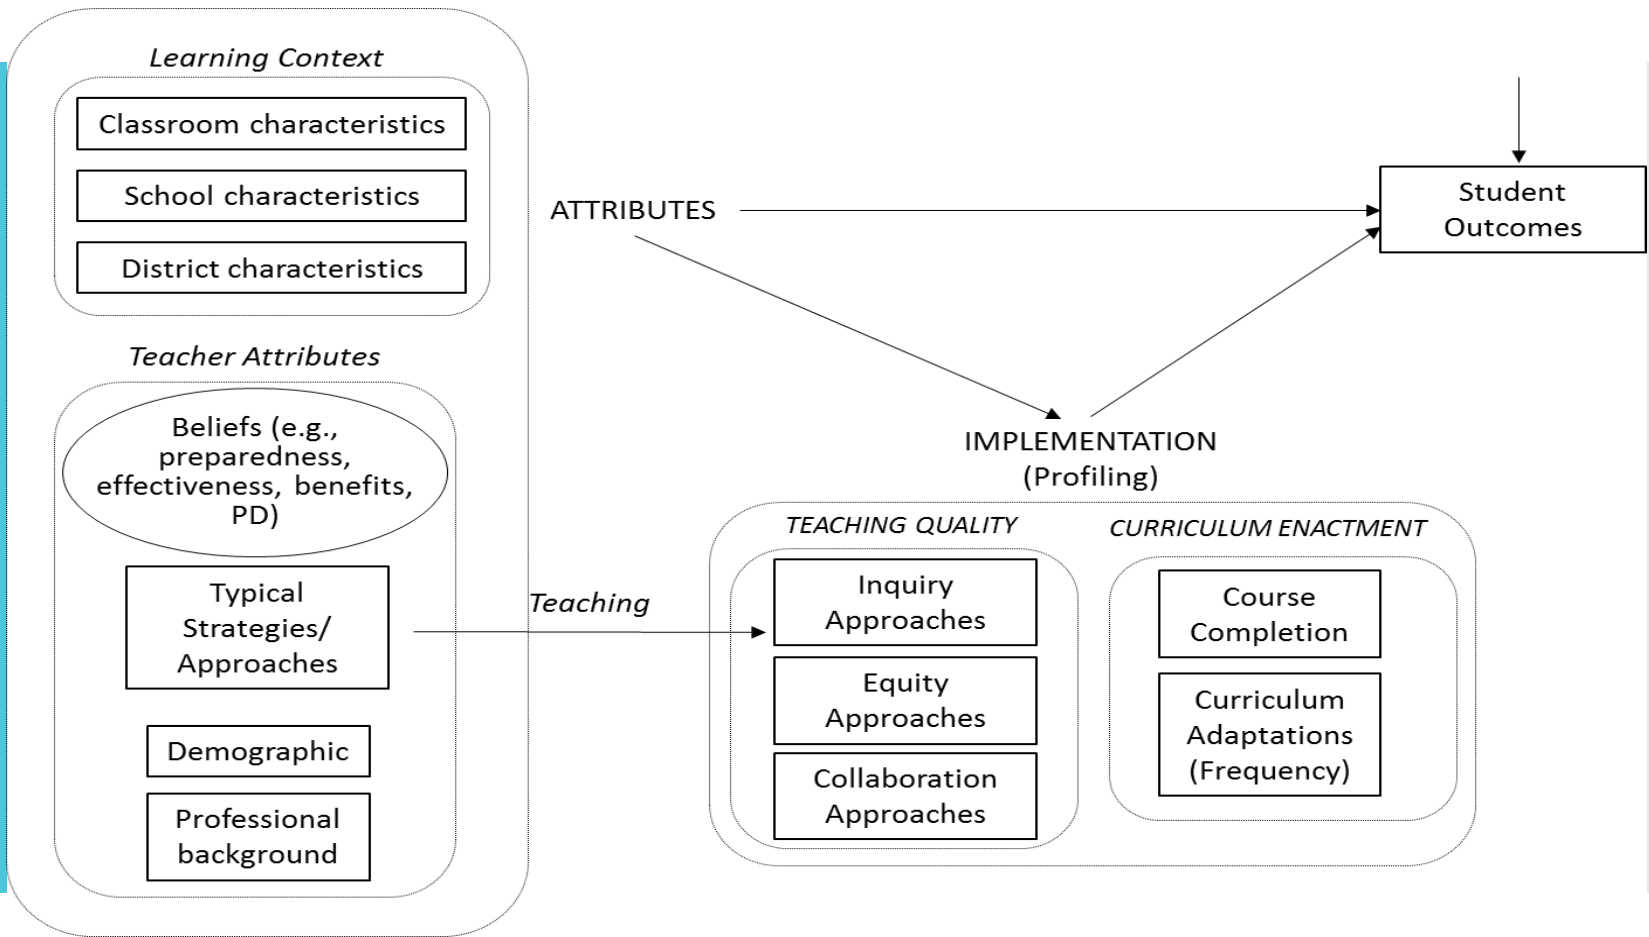 Learning Context
Classroom characteristics
School characteristics
District characteristics
Teacher Attributes
Beliefs (e.g.,
preparedness,
effectiveness, benefits,
PD)
Typical
Strategies/
Approaches
Demographic
Professional
background
ATTRIBUTES
Student
Outcomes
Teaching
IMPLEMENTATION
(Profiling)
TEACHING QUALITY
Inquiry
Approaches
Equity
Approaches
Collaboration
Approaches
CURRICULUM ENACTMENT
Course
Completion
Curriculum
Adaptations
(Frequency)